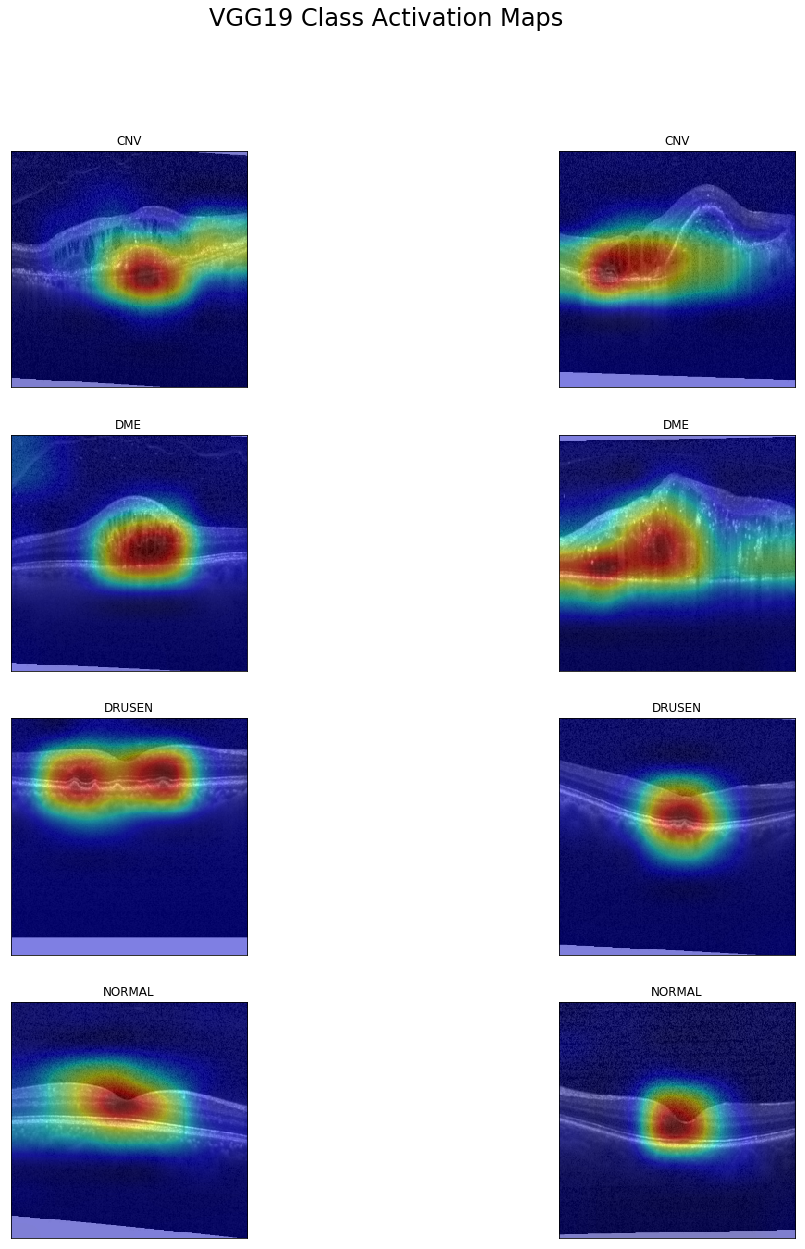 VGG19 Class Activation Maps
CNV
CNV
DME
DME
DRUSEN
DRUSEN
NORMAL
NORMAL